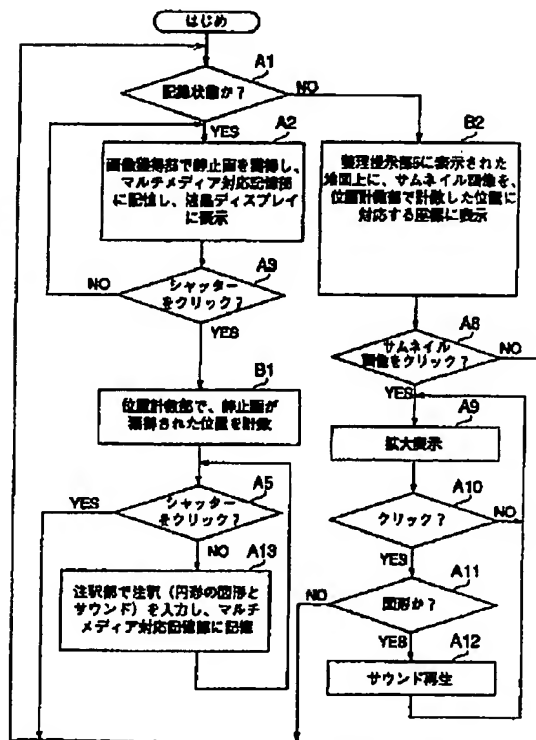 はじめ
A1
記録状態か？
NO
YES
A2
画像獲得部で静止画を獲得し、
マルチメディア対応記憶部
に記憶し、液晶ディスプレイ
に表示
A3
シャッター
をクリック？
NO
YES
B1
位置計数部で、静止画が
獲得された位置を計数
A5
シャッター
をクリック？
YES
NO
A13
注釈部で注釈（円形の図形と
サウンド）を入力し、マルチ
メディア対応記憶部に記憶
B2
整理提示部5に表示された
地図上に、サムネイル画像を、
位置計数部で計数した位置に
対応する座標に表示
A8
サムネイル
画像をクリック？
NO
YES
A9
拡大表示
A10
クリック？
NO
YES
A11
図形か？
NO
YES
A12
サウンド再生